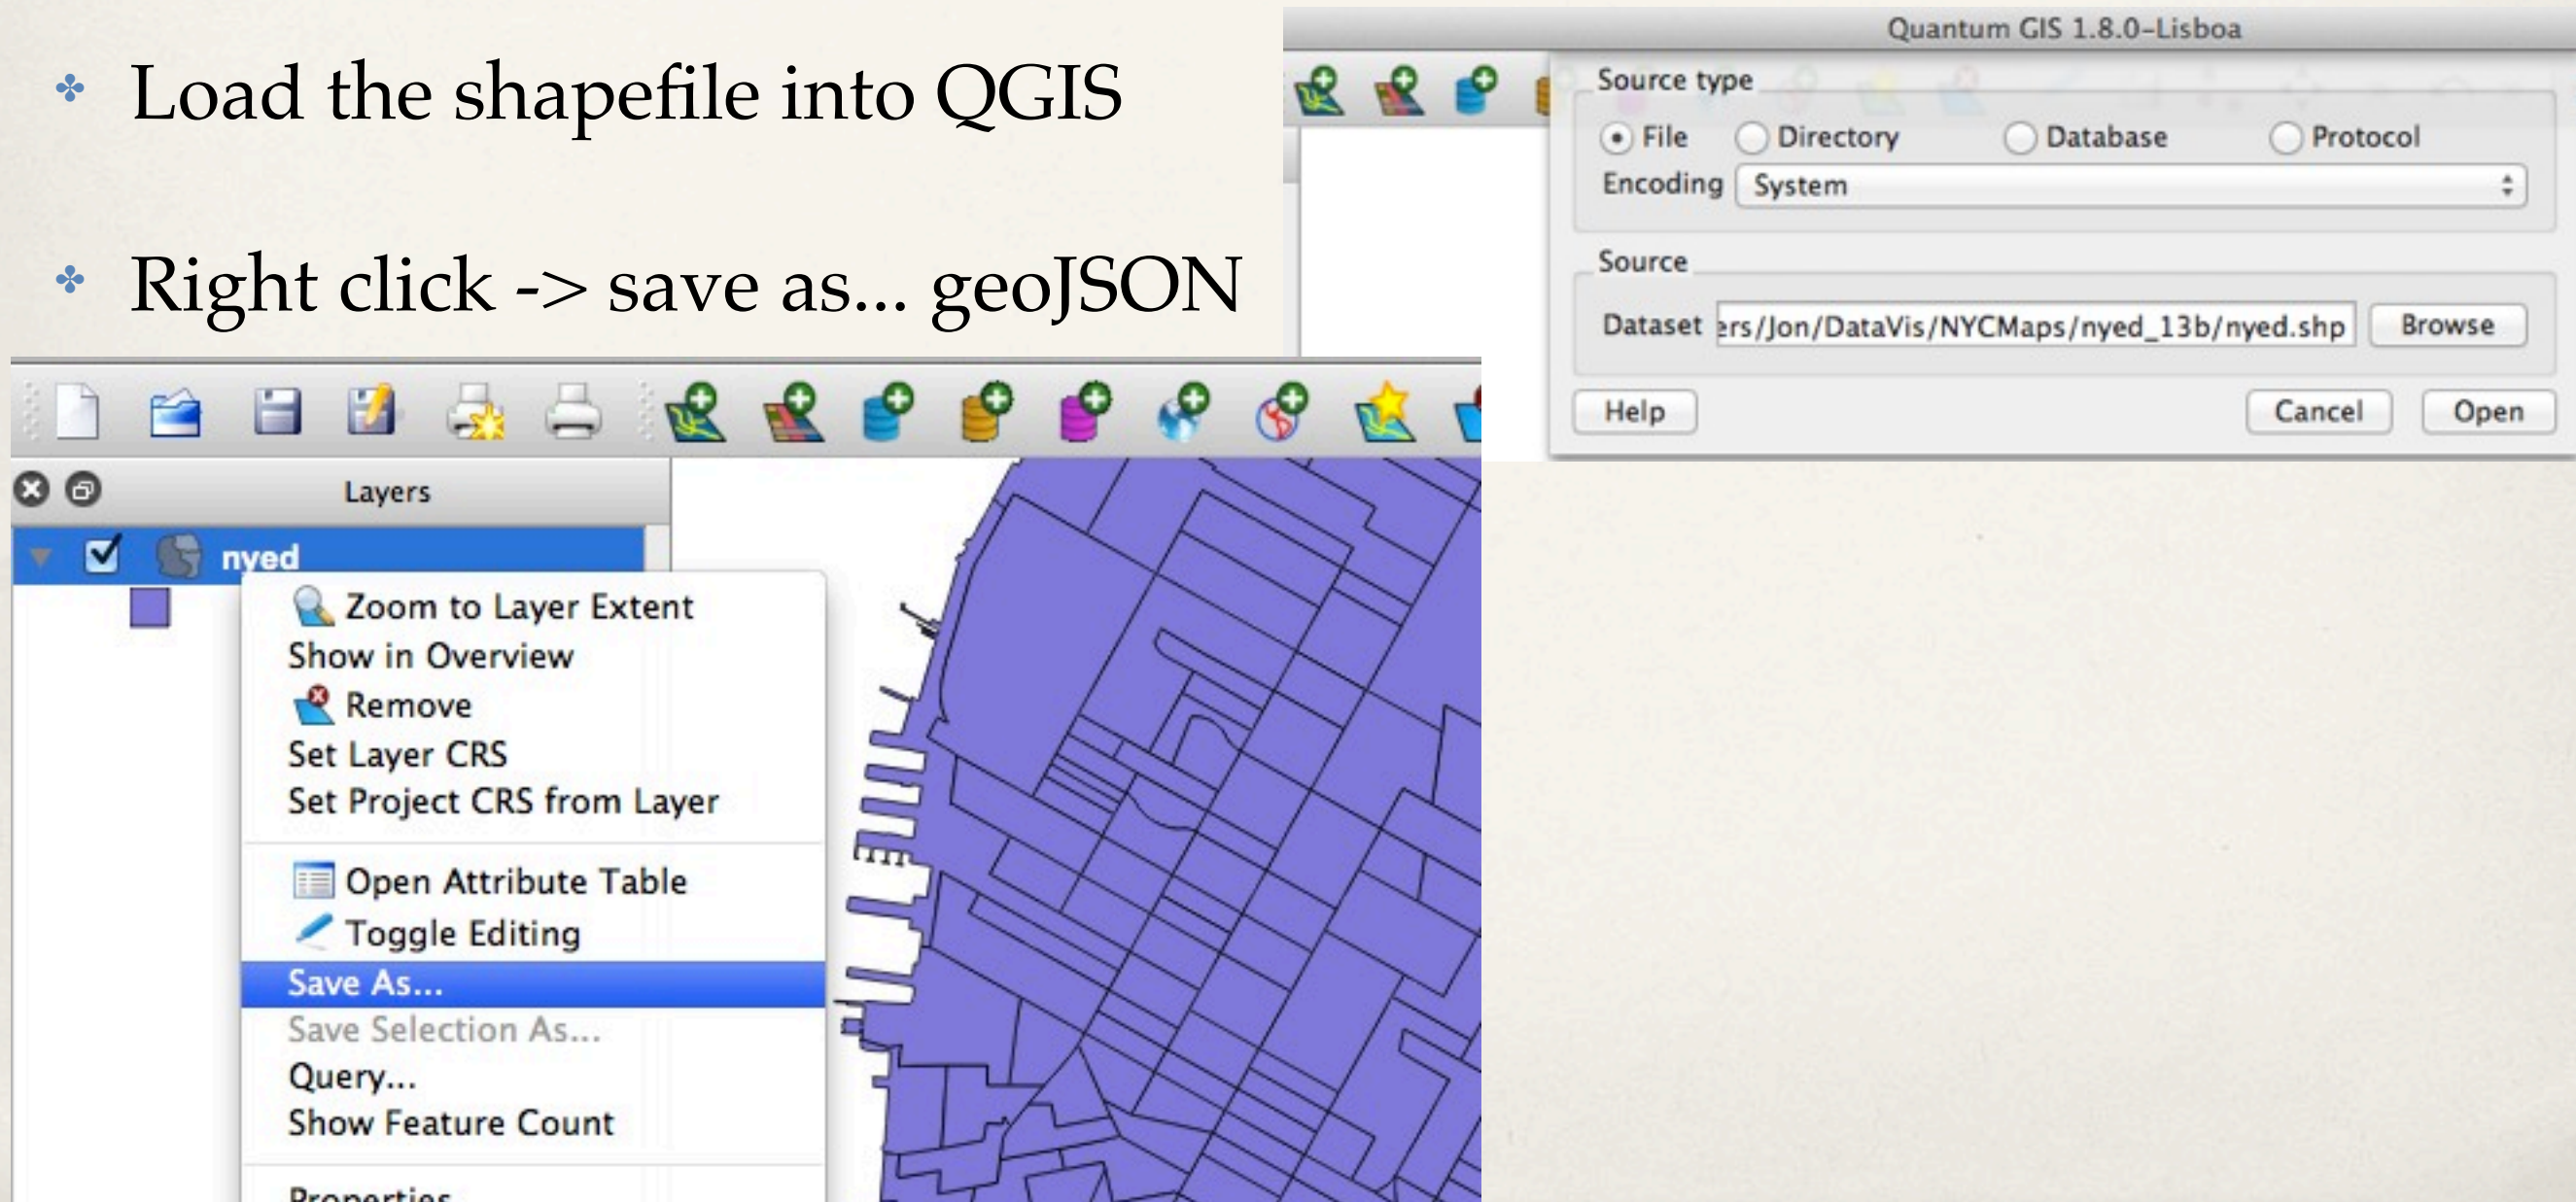 Load the shapefile into QGIS
Right click -> save as... geoJSON
Quantum GIS 1.8.0-Lisboa
Source type
File Directory Database Protocol
Encoding System
Source
Dataset ers/Jon/DataVis/NYCMaps/nyed_13b/nyed.shp Browse
Help Cancel Open
Layers
nyed
Zoom to Layer Extent
Show in Overview
Remove
Set Layer CRS
Set Project CRS from Layer
Open Attribute Table
Toggle Editing
Save As...
Save Selection As...
Query...
Show Feature Count
Properties